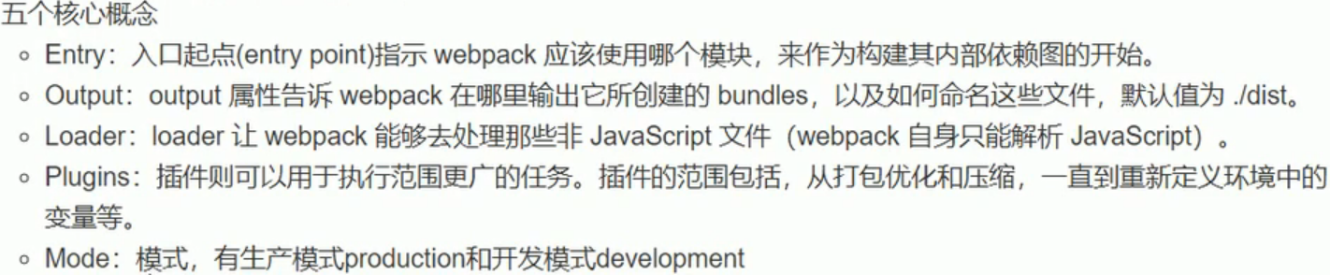 五个核心概念
Entry：入口起点(entry point)指示 webpack 应该使用哪个模块，来作为构建其内部依赖图的开始。
Output：output 属性告诉 webpack 在哪里输出它所创建的 bundles，以及如何命名这些文件，默认值为 ./dist。
Loader：loader 让 webpack 能够去处理那些非 JavaScript 文件（webpack 自身只能解析 JavaScript）。
Plugins：插件则可以用于执行范围更广的任务。插件的范围包括，从打包优化和压缩，一直到重新定义环境中的
变量等。
Mode：模式，有生产模式production和开发模式development